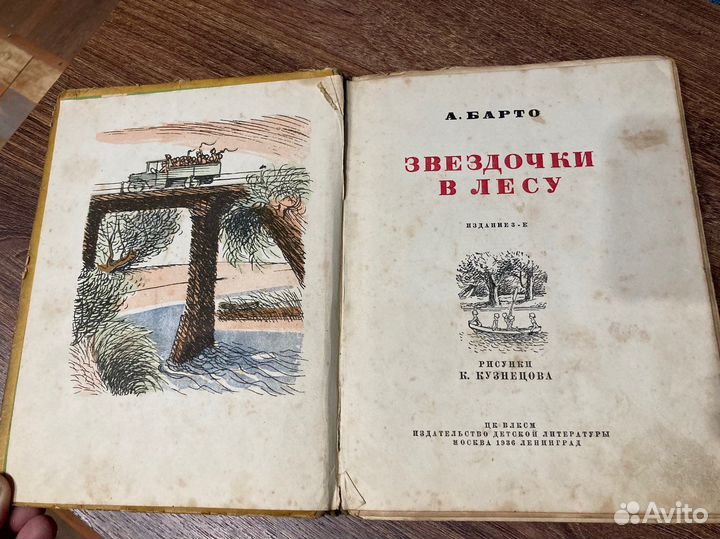 А. БАРТО
ЗВЕЗДОЧКИ
В ЛЕСУ
ИЗДАНИЕ 3-Е
РИСУНКИ
К. КУЗНЕЦОВА
ЦК ВЛКСМ
ИЗДАТЕЛЬСТВО ДЕТСКОЙ ЛИТЕРАТУРЫ
МОСКВА 1936 ЛЕНИНГРАД
Avito